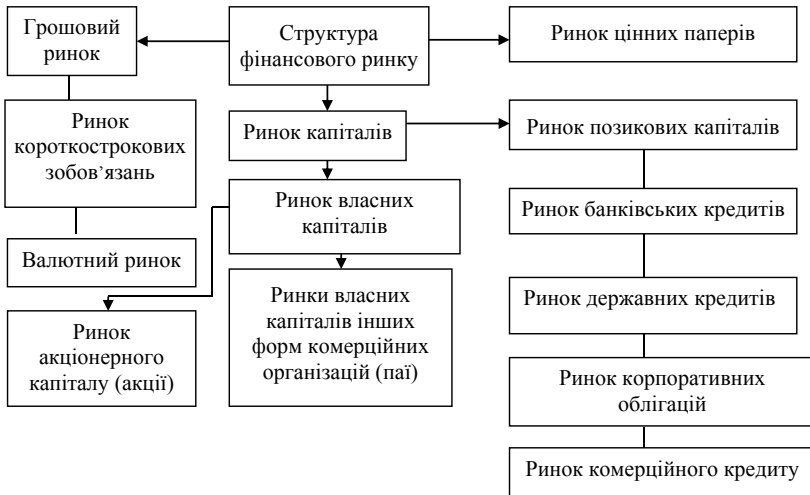 Грошовий
ринок
Структура
фінансового ринку
Ринок цінних паперів
Ринок
короткострокових
зобов’язань
Ринок капіталів
Ринок позикових капіталів
Ринок власних
капіталів
Ринок банківських кредитів
Валютний ринок
Ринки власних
капіталів інших
форм комерційних
організацій (паї)
Ринок державних кредитів
Ринок
акціонерного
капіталу (акції)
Ринок корпоративних
облігацій
Ринок комерційного кредиту